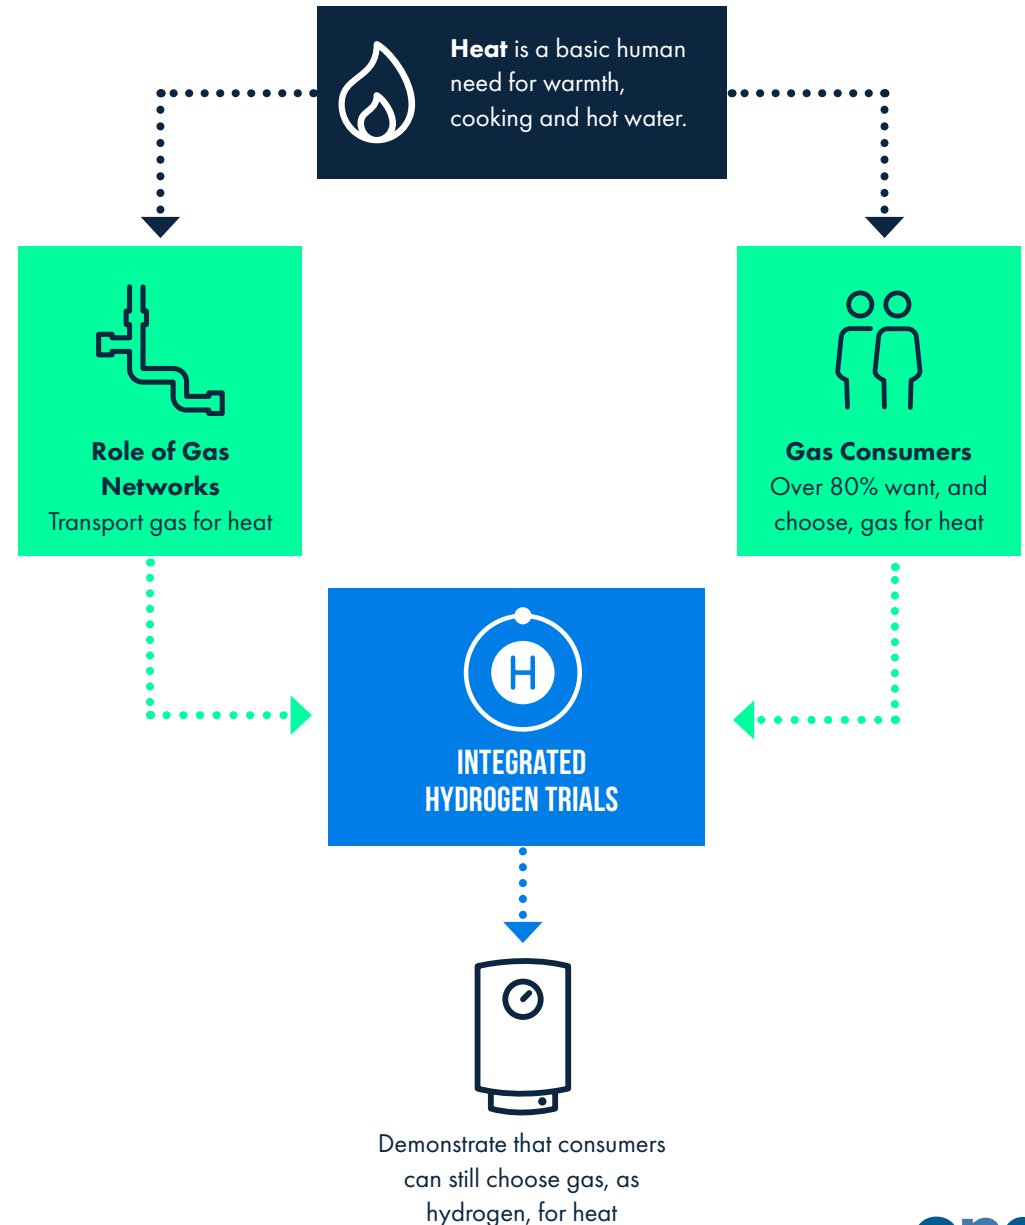 Heat is a basic human
need for warmth,
cooking and hot water.
Role of Gas
Networks
Transport gas for heat
Gas Consumers
Over 80% want, and
choose, gas for heat
H
INTEGRATED
HYDROGEN TRIALS
Demonstrate that consumers
can still choose gas, as
hydrogen, for heat